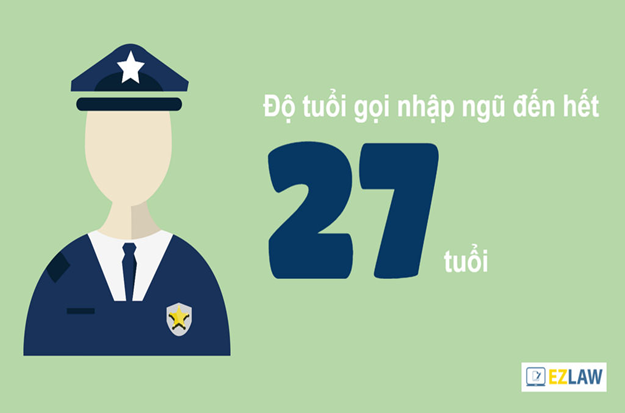 Độ tuổi gọi nhập ngũ đến hết
27
tuổi
EZLAW